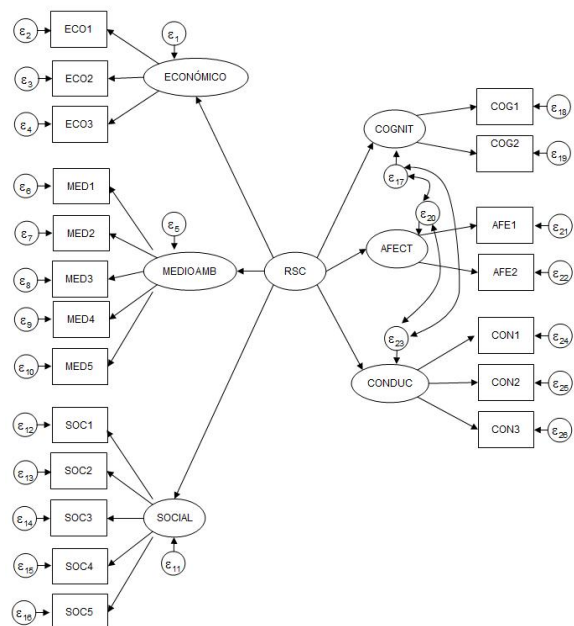 ε2
ECO1
ε1
ε3
ECO2
ECONÓMICO
ε4
ECO3
ε6
MED1
ε7
MED2
ε5
ε8
MED3
MEDIOAMB
RSC
ε9
MED4
ε10
MED5
ε12
SOC1
ε13
SOC2
ε14
SOC3
SOCIAL
ε15
SOC4
ε11
ε16
SOC5
COGNIT
COG1
ε18
COG2
ε19
ε17
ε20
AFECT
AFE1
ε21
AFE2
ε22
ε23
CONDUC
CON1
ε24
CON2
ε25
CON3
ε26